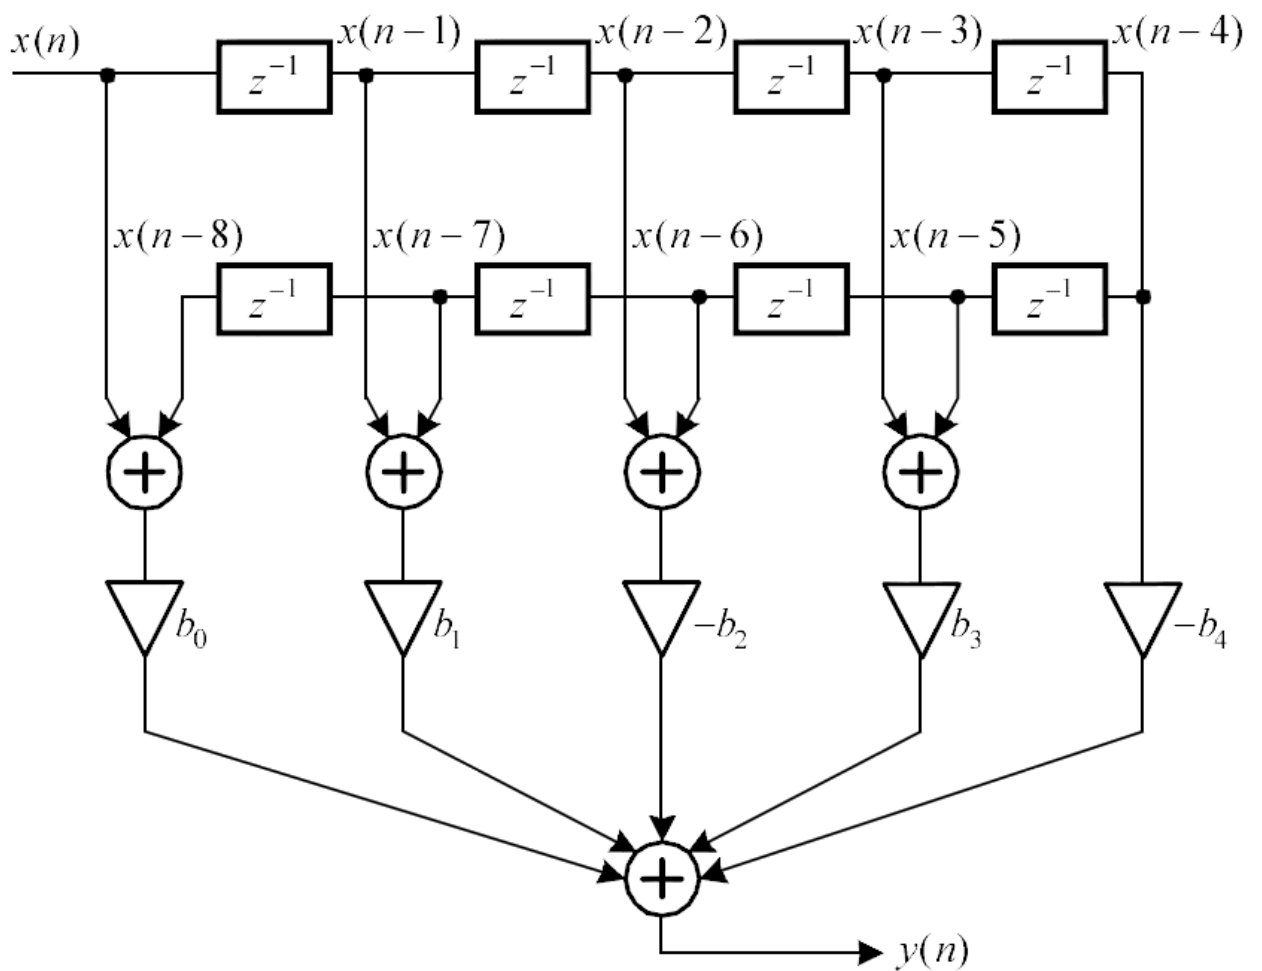 x(n) x(n − 1) x(n − 2) x(n − 3) x(n − 4)
z⁻¹ z⁻¹ z⁻¹ z⁻¹
x(n − 8) x(n − 7) x(n − 6) x(n − 5)
z⁻¹ z⁻¹ z⁻¹ z⁻¹
+ + + +
b₀ b₁ −b₂ b₃ −b₄
+
y(n)